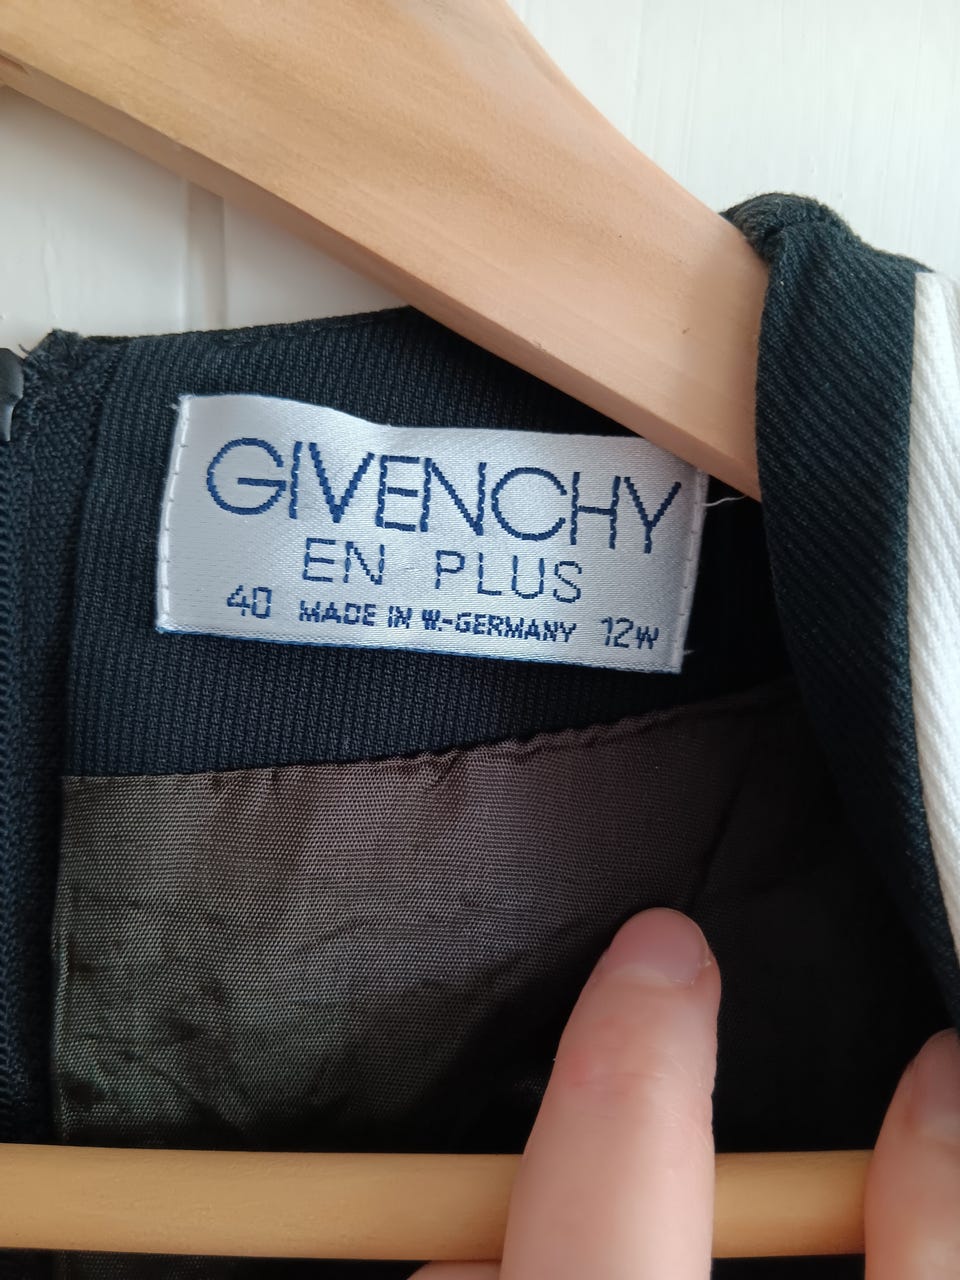 GIVENCHY
EN PLUS
40 MADE IN W.-GERMANY 12W